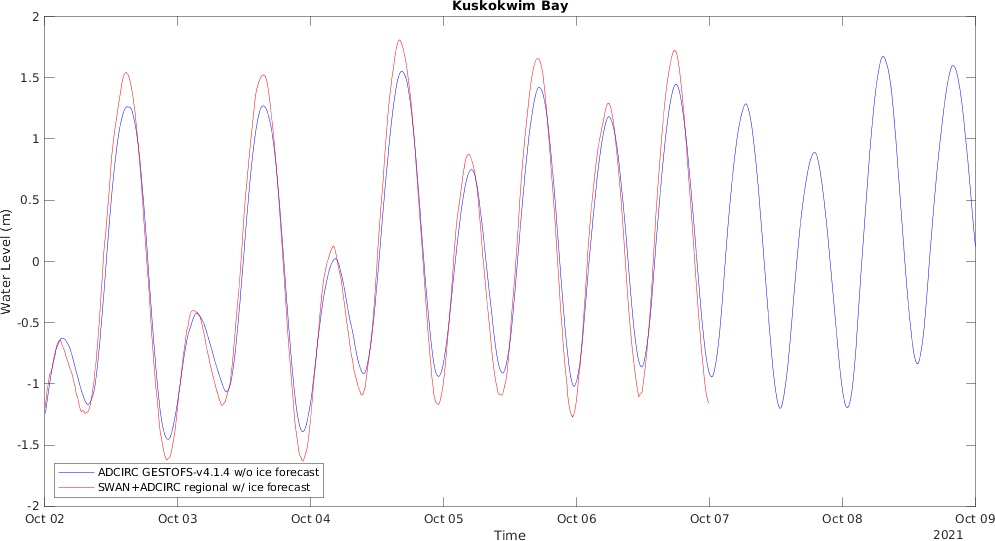 Kuskokwim Bay
2
1.5
1
0.5
0
-0.5
-1
-1.5
-2
Water Level (m)
ADCIRC GESTOFS-v4.1.4 w/o ice forecast
SWAN+ADCIRC regional w/ ice forecast
Oct 02 Oct 03 Oct 04 Oct 05 Oct 06 Oct 07 Oct 08 Oct 09
Time 2021